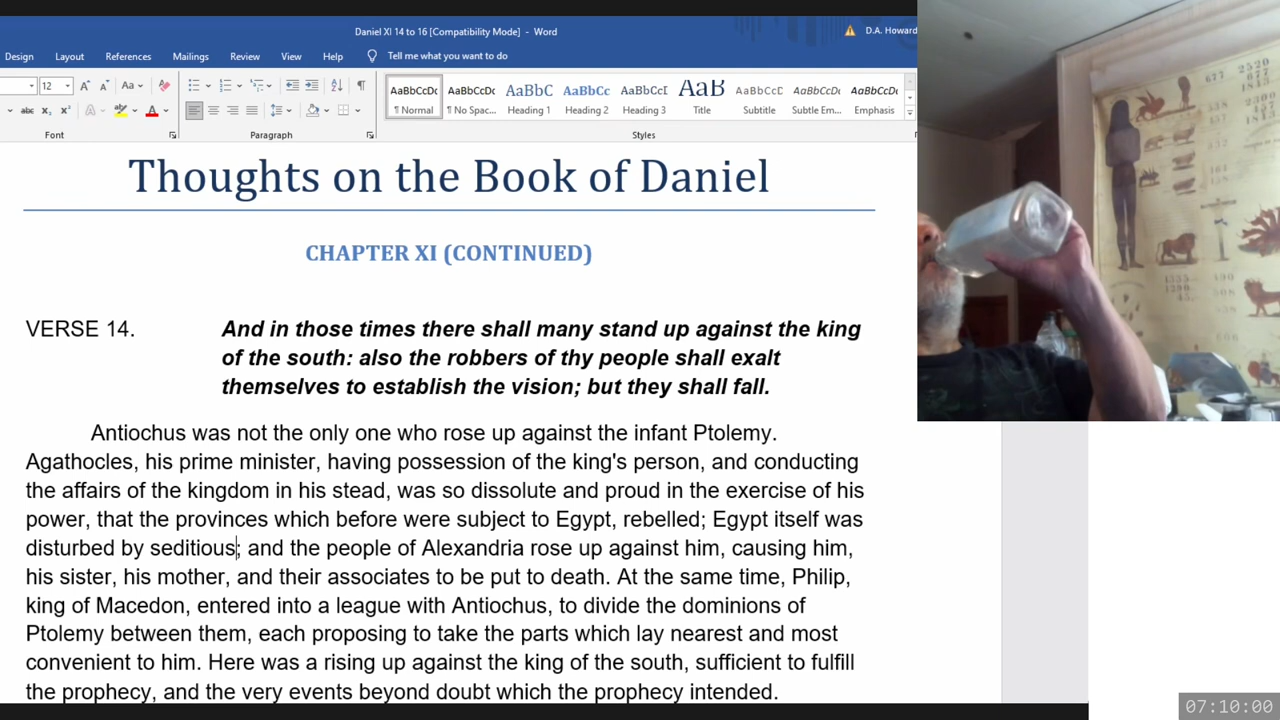 Daniel XI 14 to 16 [Compatibility Mode] - Word
D.A. Howard
Design Layout References Mailings Review View Help Tell me what you want to do
12 Aa
AaBbCcDc AaBbCcDc AaBbC AaBbCc AaBbCcI AaB AaBbCcD AaBbCcDc AaBbCcDc
¶ Normal ¶ No Spac... Heading 1 Heading 2 Heading 3 Title Subtitle Subtle Em... Emphasis
Font Paragraph Styles
Thoughts on the Book of Daniel
CHAPTER XI (CONTINUED)
VERSE 14. And in those times there shall many stand up against the king
of the south: also the robbers of thy people shall exalt
themselves to establish the vision; but they shall fall.
Antiochus was not the only one who rose up against the infant Ptolemy.
Agathocles, his prime minister, having possession of the king's person, and conducting
the affairs of the kingdom in his stead, was so dissolute and proud in the exercise of his
power, that the provinces which before were subject to Egypt, rebelled; Egypt itself was
disturbed by seditious; and the people of Alexandria rose up against him, causing him,
his sister, his mother, and their associates to be put to death. At the same time, Philip,
king of Macedon, entered into a league with Antiochus, to divide the dominions of
Ptolemy between them, each proposing to take the parts which lay nearest and most
convenient to him. Here was a rising up against the king of the south, sufficient to fulfill
the prophecy, and the very events beyond doubt which the prophecy intended.
677 2520
538
457
1335 490
508
606
07:10:00